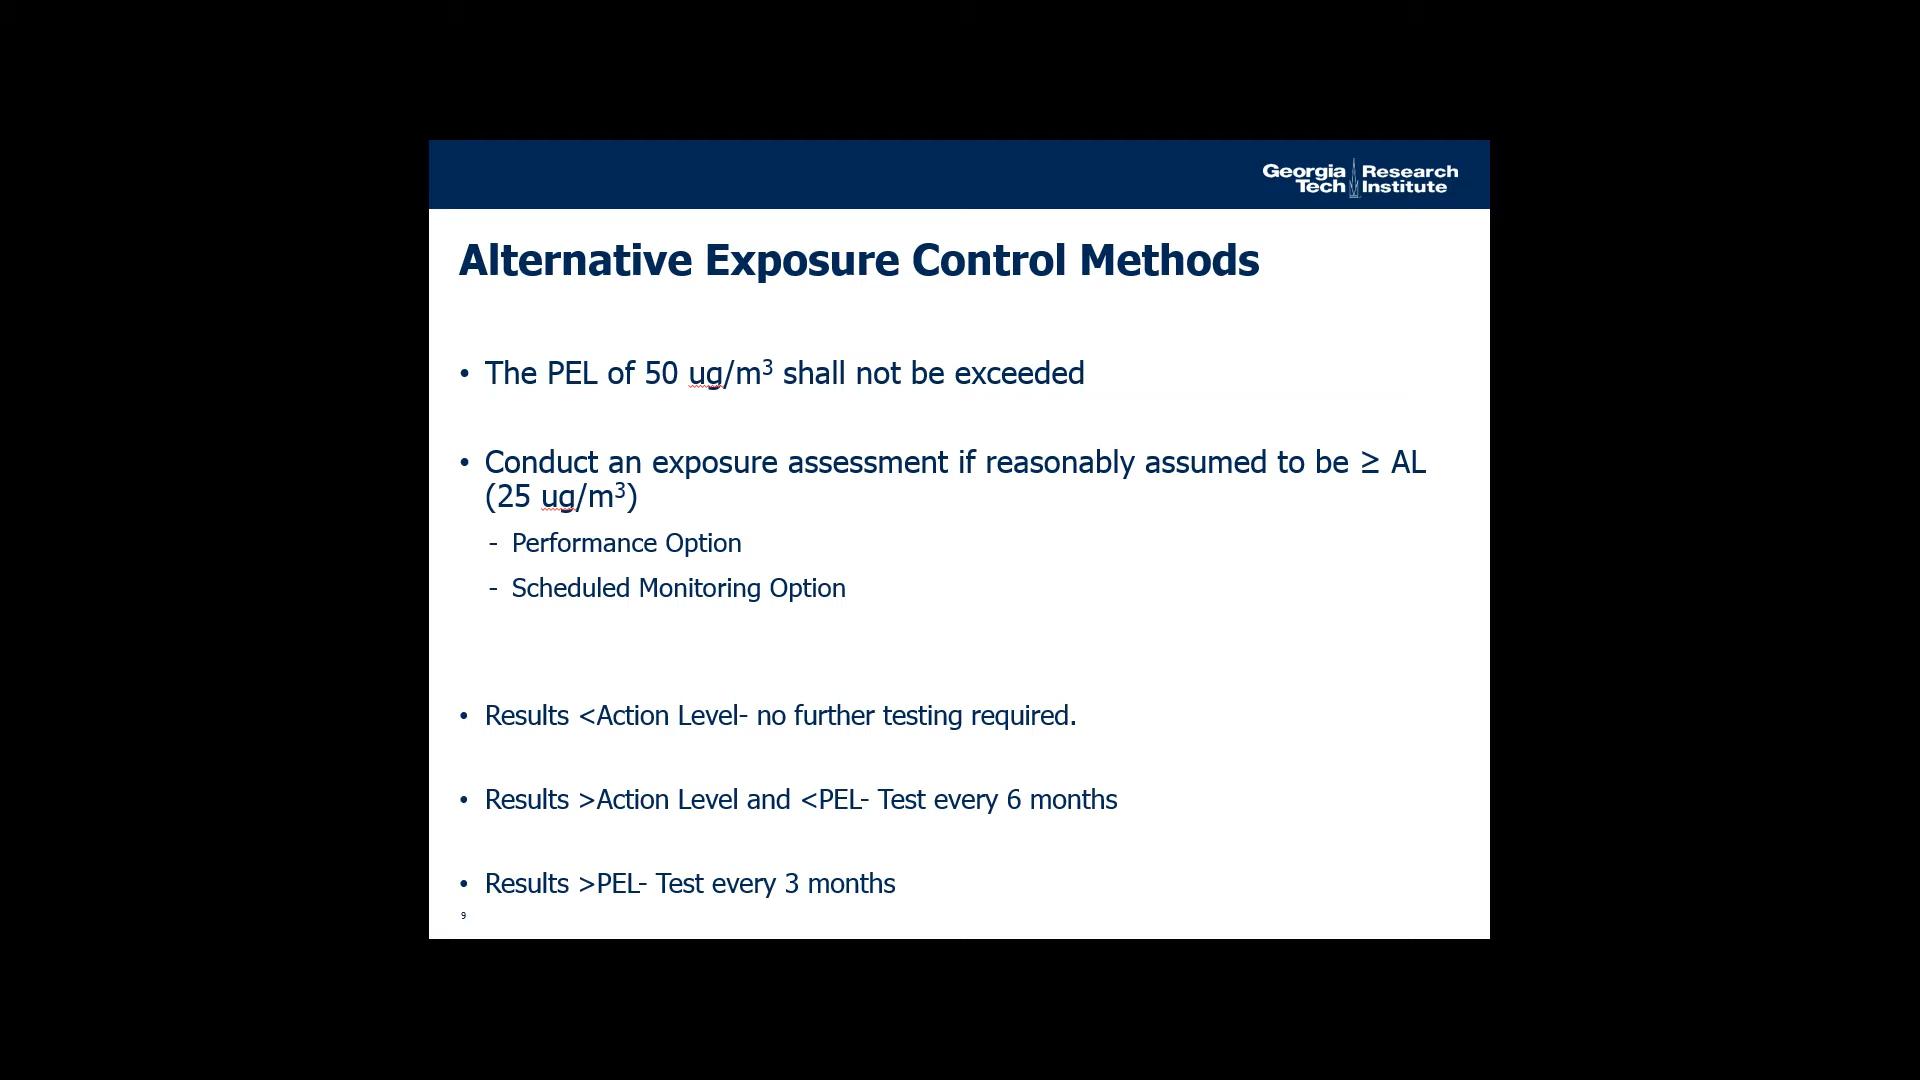 Georgia Tech Research Institute
Alternative Exposure Control Methods
• The PEL of 50 ug/m³ shall not be exceeded
• Conduct an exposure assessment if reasonably assumed to be ≥ AL
(25 ug/m³)
- Performance Option
- Scheduled Monitoring Option
• Results <Action Level- no further testing required.
• Results >Action Level and <PEL- Test every 6 months
• Results >PEL- Test every 3 months
9